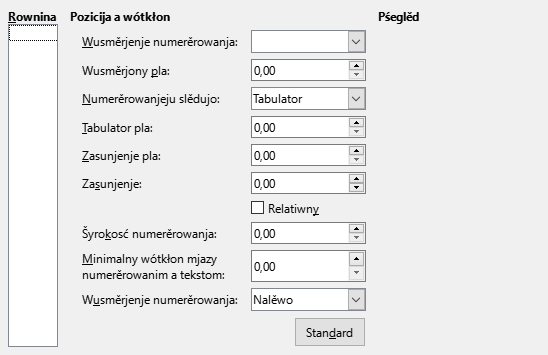 Rownina
Pozicija a wótkłon
Pśeglěd
Wusměrjenje numerěrowanja:
Wusměrjony pla: 0,00
Numerěrowanjeju slědujo: Tabulator
Tabulator pla: 0,00
Zasunjenje pla: 0,00
Zasunjenje: 0,00
Relatiwny
Šyrokosć numerěrowanja: 0,00
Minimalny wótkłon mjazy
numerěrowanim a tekstom: 0,00
Wusměrjenje numerěrowanja: Nalěwo
Standard